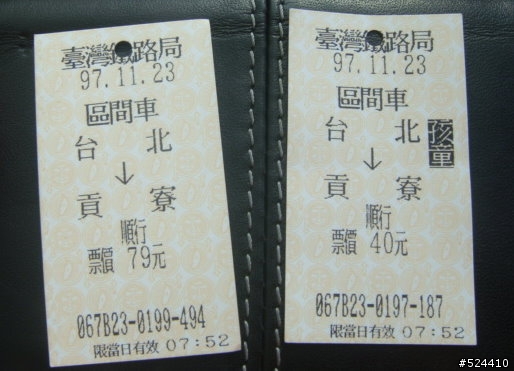 臺灣鐵路局
97.11.23
區間車
台北
↓
貢寮
順行
票價 79元
067B23-0199-494
限當日有效 07:52
臺灣鐵路局
97.11.23
區間車
台北 孩童
↓
貢寮
順行
票價 40元
067B23-0197-187
限當日有效 07:52
#524410